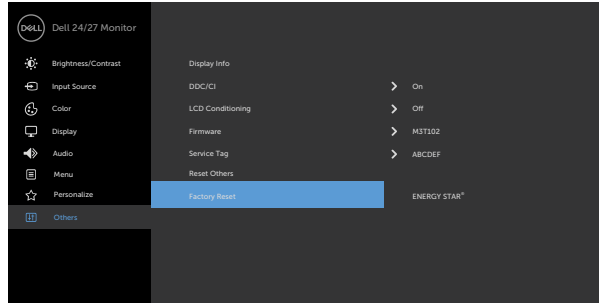 DELL Dell 24/27 Monitor
Brightness/Contrast Display Info
Input Source DDC/CI On
Color LCD Conditioning Off
Display Firmware M3T102
Audio Service Tag ABCDEF
Menu Reset Others
Personalize Factory Reset ENERGY STAR®
Others